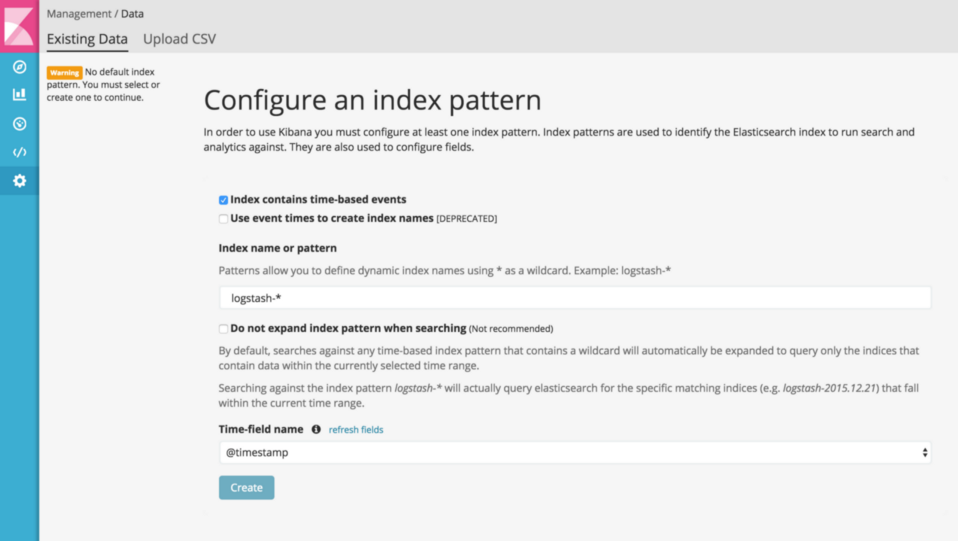 Management / Data
Existing Data Upload CSV
Warning No default index
pattern. You must select or
create one to continue.
Configure an index pattern
In order to use Kibana you must configure at least one index pattern. Index patterns are used to identify the Elasticsearch index to run search and
analytics against. They are also used to configure fields.
Index contains time-based events
Use event times to create index names [DEPRECATED]
Index name or pattern
Patterns allow you to define dynamic index names using * as a wildcard. Example: logstash-*
logstash-*
Do not expand index pattern when searching (Not recommended)
By default, searches against any time-based index pattern that contains a wildcard will automatically be expanded to query only the indices that
contain data within the currently selected time range.
Searching against the index pattern logstash-* will actually query elasticsearch for the specific matching indices (e.g. logstash-2015.12.21) that fall
within the current time range.
Time-field name refresh fields
@timestamp
Create